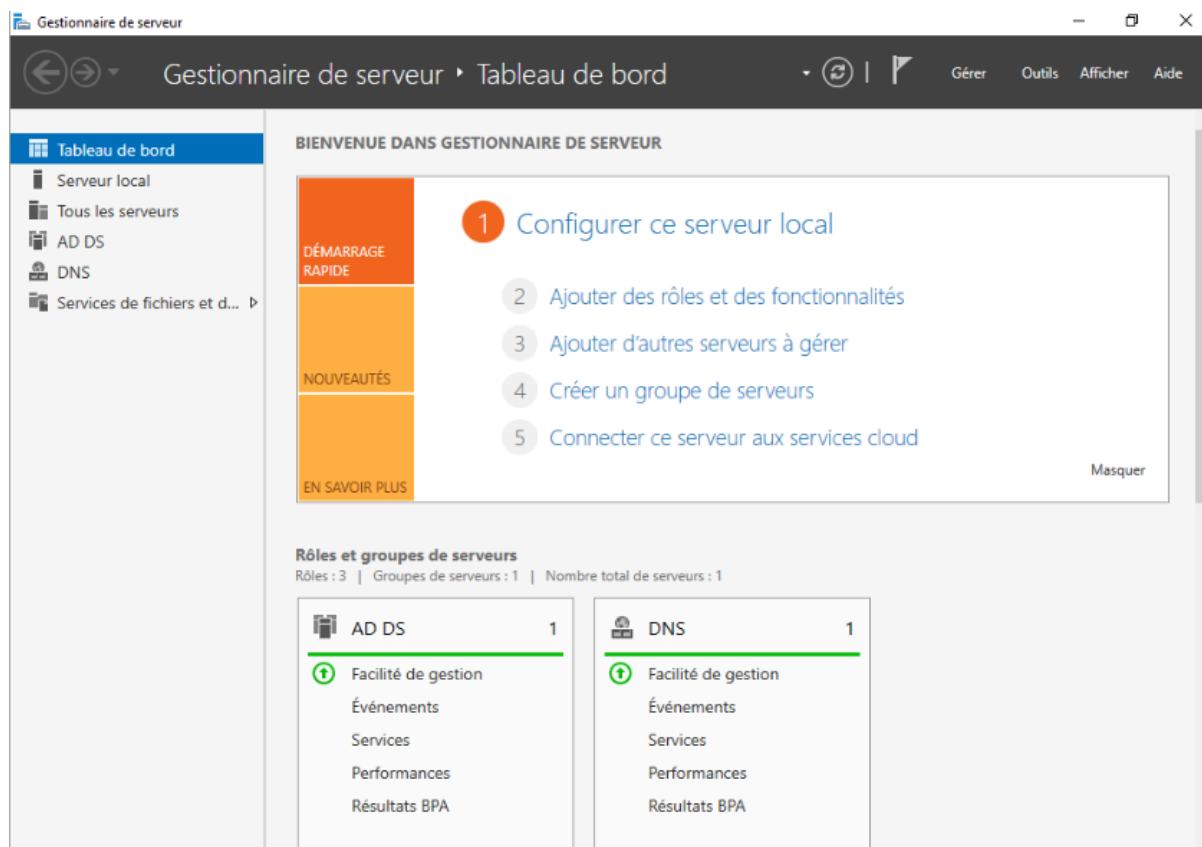 Gestionnaire de serveur
Gestionnaire de serveur ‣ Tableau de bord
Gérer Outils Afficher Aide
Tableau de bord
Serveur local
Tous les serveurs
AD DS
DNS
Services de fichiers et d...
BIENVENUE DANS GESTIONNAIRE DE SERVEUR
DÉMARRAGE
RAPIDE
NOUVEAUTÉS
EN SAVOIR PLUS
1 Configurer ce serveur local
2 Ajouter des rôles et des fonctionnalités
3 Ajouter d'autres serveurs à gérer
4 Créer un groupe de serveurs
5 Connecter ce serveur aux services cloud
Masquer
Rôles et groupes de serveurs
Rôles : 3 | Groupes de serveurs : 1 | Nombre total de serveurs : 1
AD DS 1
Facilité de gestion
Événements
Services
Performances
Résultats BPA
DNS 1
Facilité de gestion
Événements
Services
Performances
Résultats BPA